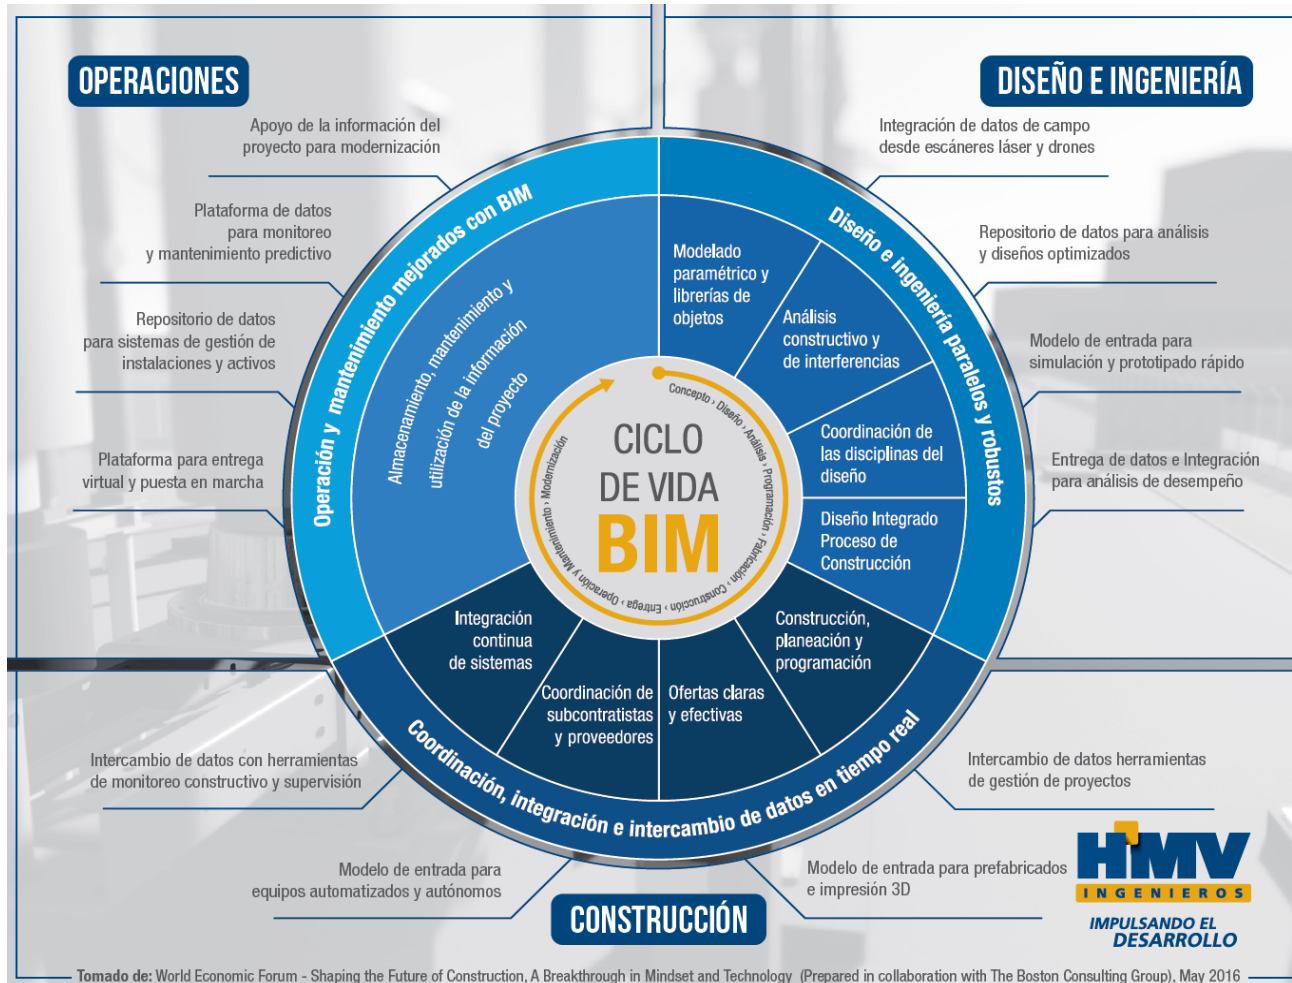 OPERACIONES
DISEÑO E INGENIERÍA
Apoyo de la información del
proyecto para modernización
Plataforma de datos
para monitoreo
y mantenimiento predictivo
Repositorio de datos
para sistemas de gestión de
instalaciones y activos
Plataforma para entrega
virtual y puesta en marcha
Integración de datos de campo
desde escáneres láser y drones
Repositorio de datos para análisis
y diseños optimizados
Modelo de entrada para
simulación y prototipado rápido
Entrega de datos e Integración
para análisis de desempeño
Operación y mantenimiento mejorados con BIM
Diseño e ingeniería paralelos y robustos
Almacenamiento, mantenimiento y
utilización de la información
del proyecto
Modelado
paramétrico y
librerías de
objetos
Análisis
constructivo y
de interferencias
Coordinación de
las disciplinas del
diseño
Diseño Integrado
Proceso de
Construcción
Concepto › Diseño › Análisis › Programación › Fabricación › Construcción › Entrega › Operación y Mantenimiento › Modernización
CICLO
DE VIDA
BIM
Integración
continua
de sistemas
Coordinación de
subcontratistas
y proveedores
Ofertas claras
y efectivas
Construcción,
planeación y
programación
Coordinación, integración e intercambio de datos en tiempo real
Intercambio de datos con herramientas
de monitoreo constructivo y supervisión
Modelo de entrada para
equipos automatizados y autónomos
Intercambio de datos herramientas
de gestión de proyectos
Modelo de entrada para prefabricados
e impresión 3D
CONSTRUCCIÓN
HMV
INGENIEROS
IMPULSANDO EL
DESARROLLO
Tomado de: World Economic Forum - Shaping the Future of Construction, A Breakthrough in Mindset and Technology (Prepared in collaboration with The Boston Consulting Group), May 2016